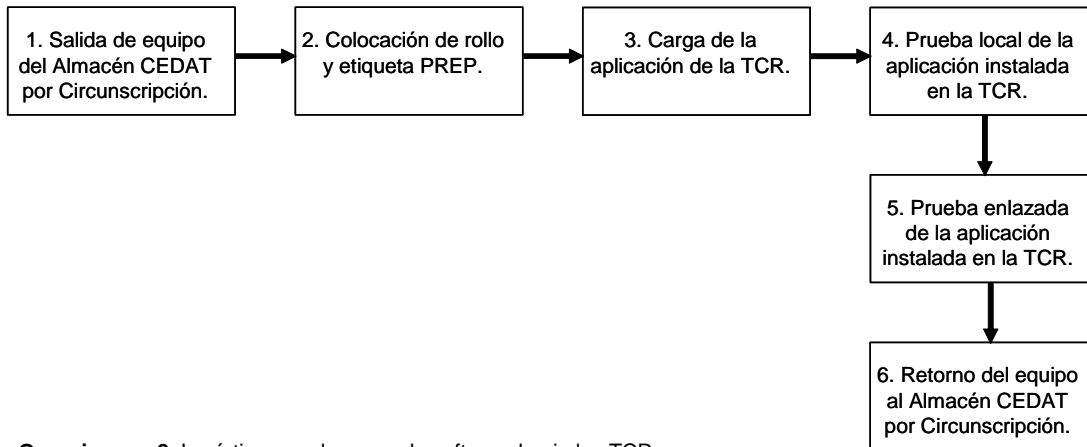 1. Salida de equipo
del Almacén CEDAT
por Circunscripción.
2. Colocación de rollo
y etiqueta PREP.
3. Carga de la
aplicación de la TCR.
4. Prueba local de la
aplicación instalada
en la TCR.
5. Prueba enlazada
de la aplicación
instalada en la TCR.
6. Retorno del equipo
al Almacén CEDAT
por Circunscripción.